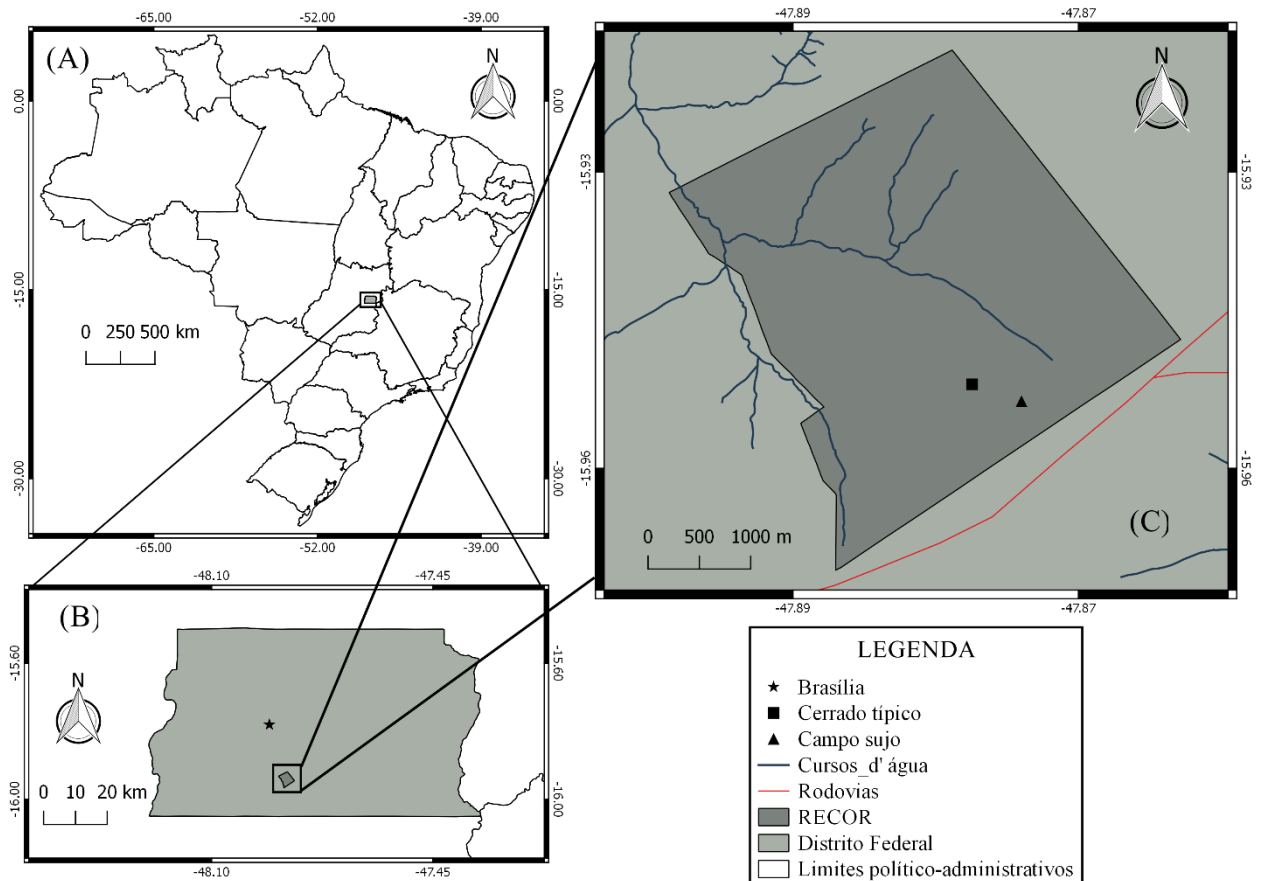 -65.00 -52.00 -39.00
(A)
N
0.00 0.00
-15.00 -15.00
0 250 500 km
-30.00 -30.00
-65.00 -52.00 -39.00
-47.89 -47.87
N
-15.93 -15.93
-15.96 -15.96
0 500 1000 m
(C)
-47.89 -47.87
-48.10 -47.45
(B)
N
-15.60 -15.60
-16.00 -16.00
0 10 20 km
-48.10 -47.45
LEGENDA
Brasília
Cerrado típico
Campo sujo
Cursos_d' água
Rodovias
RECOR
Distrito Federal
Limites político-administrativos